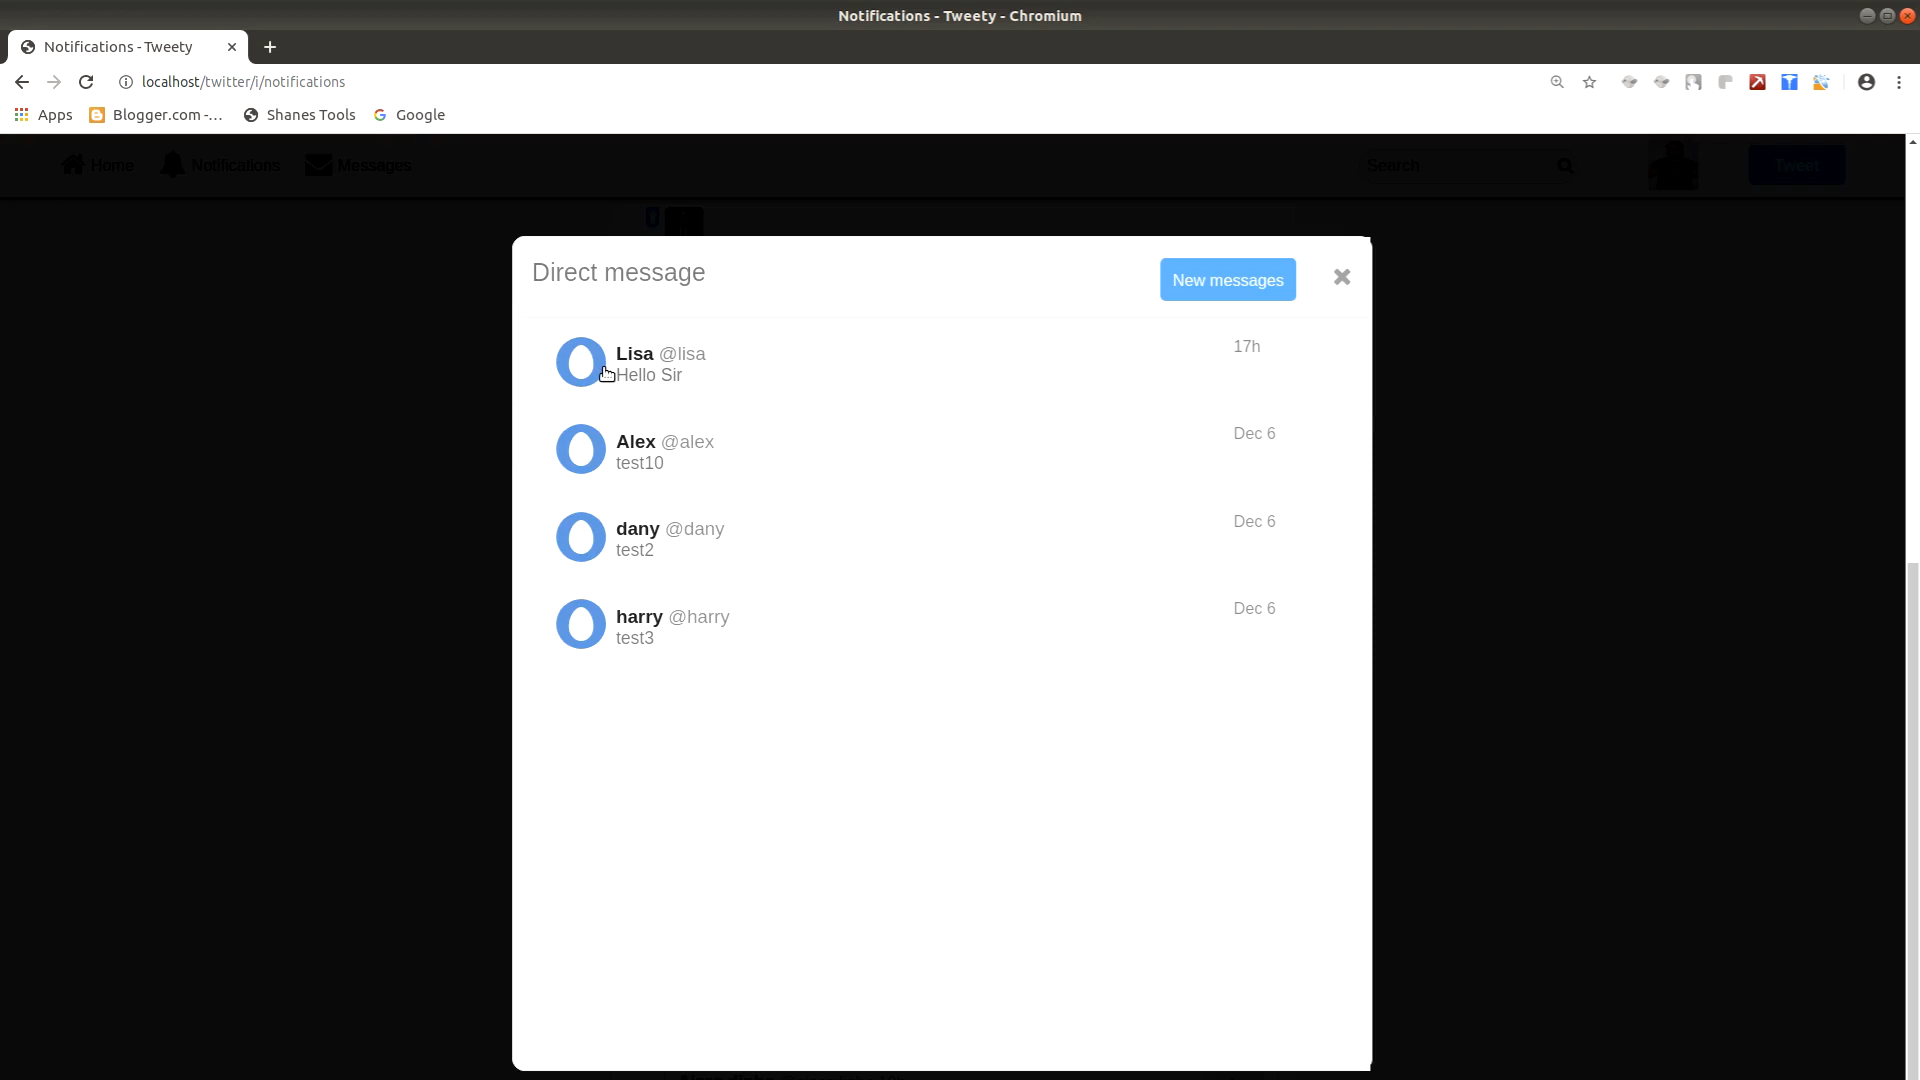 Notifications - Tweety - Chromium
Notifications - Tweety
localhost/twitter/i/notifications
Apps Blogger.com -... Shanes Tools Google
Home Notifications Messages Search Tweet
Direct message New messages
Lisa @lisa 17h
Hello Sir
Alex @alex Dec 6
test10
dany @dany Dec 6
test2
harry @harry Dec 6
test3